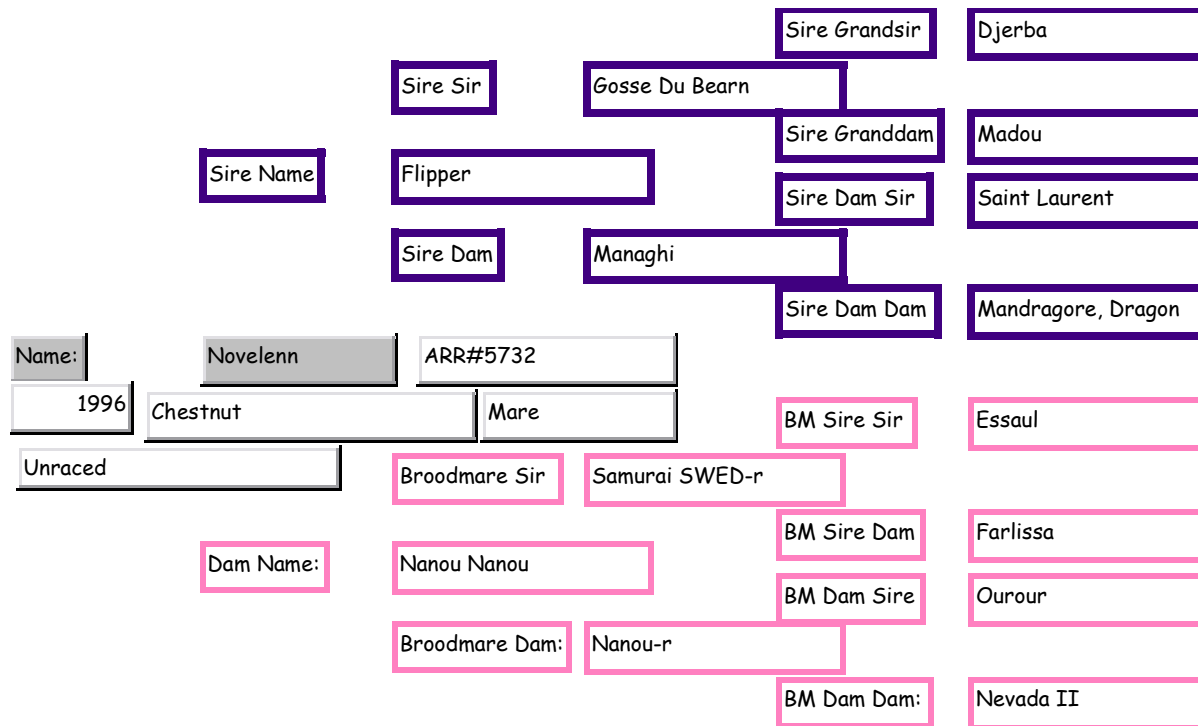 Sire Grandsir Djerba
Sire Sir Gosse Du Bearn
Sire Granddam Madou
Sire Name Flipper
Sire Dam Sir Saint Laurent
Sire Dam Managhi
Sire Dam Dam Mandragore, Dragon
Name: Novelenn ARR#5732
1996 Chestnut Mare
BM Sire Sir Essaul
Unraced
Broodmare Sir Samurai SWED-r
BM Sire Dam Farlissa
Dam Name: Nanou Nanou
BM Dam Sire Ourour
Broodmare Dam: Nanou-r
BM Dam Dam: Nevada II